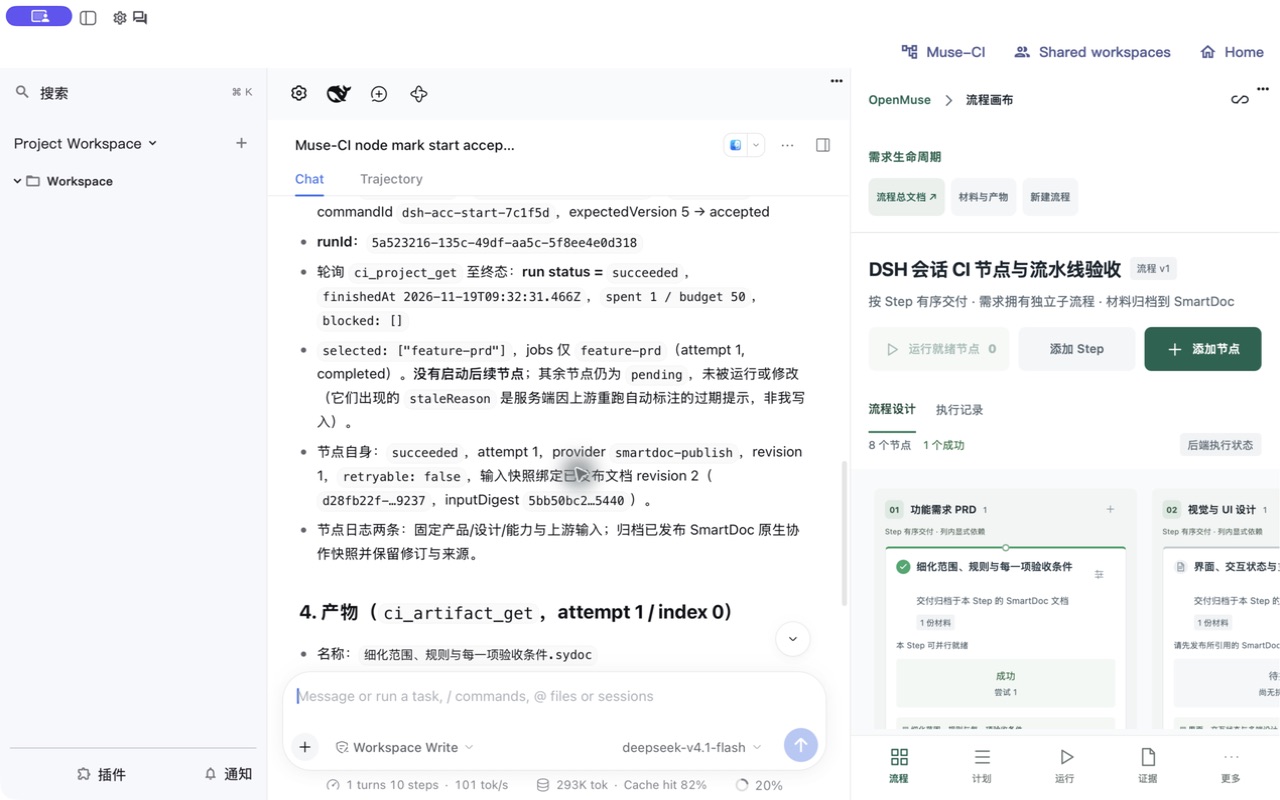 Muse-CI
Shared workspaces
Home
搜索
⌘ K
Project Workspace
Workspace
插件
通知
Muse-CI node mark start accep...
Chat
Trajectory
commandId dsh-acc-start-7c1f5d ，expectedVersion 5 → accepted
runId： 5a523216-135c-49df-aa5c-5f8ee4e0d318
轮询 ci_project_get 至终态：run status = succeeded ，
finishedAt 2026-11-19T09:32:31.466Z ， spent 1 / budget 50 ，
blocked: []
selected: ["feature-prd"] ，jobs 仅 feature-prd （attempt 1,
completed）。没有启动后续节点；其余节点仍为 pending ，未被运行或修改
（它们出现的 staleReason 是服务端因上游重跑自动标注的过期提示，非我写
入）。
节点自身： succeeded ，attempt 1，provider smartdoc-publish ，revision
1， retryable: false ，输入快照绑定已发布文档 revision 2（
d28fb22f-…9237 ，inputDigest 5bb50bc2…5440 ）。
节点日志两条：固定产品/设计/能力与上游输入；归档已发布 SmartDoc 原生协
作快照并保留修订与来源。
4. 产物（ ci_artifact_get ，attempt 1 / index 0）
名称： 细化范围、规则与每一项验收条件.sydoc
Message or run a task, / commands, @ files or sessions
Workspace Write
deepseek-v4.1-flash
1 turns 10 steps · 101 tok/s
293K tok · Cache hit 82%
20%
OpenMuse
流程画布
需求生命周期
流程总文档 ↗
材料与产物
新建流程
DSH 会话 CI 节点与流水线验收
流程 v1
按 Step 有序交付 · 需求拥有独立子流程 · 材料归档到 SmartDoc
运行就绪节点 0
添加 Step
添加节点
流程设计
执行记录
8 个节点
1 个成功
后端执行状态
01
功能需求 PRD 1
Step 有序交付 · 列内显式依赖
细化范围、规则与每一项验收条件
交付归档于本 Step 的 SmartDoc 文档
1 份材料
本 Step 可并行就绪
成功
尝试 1
02
视觉与 UI 设计 1
Step 有序交付 · 列内显式依赖
界面、交互状态与
交付归档于本 Step 的 SmartDoc
1 份材料
请先发布所引用的 SmartDoc
待
尚无执
流程
计划
运行
证据
更多